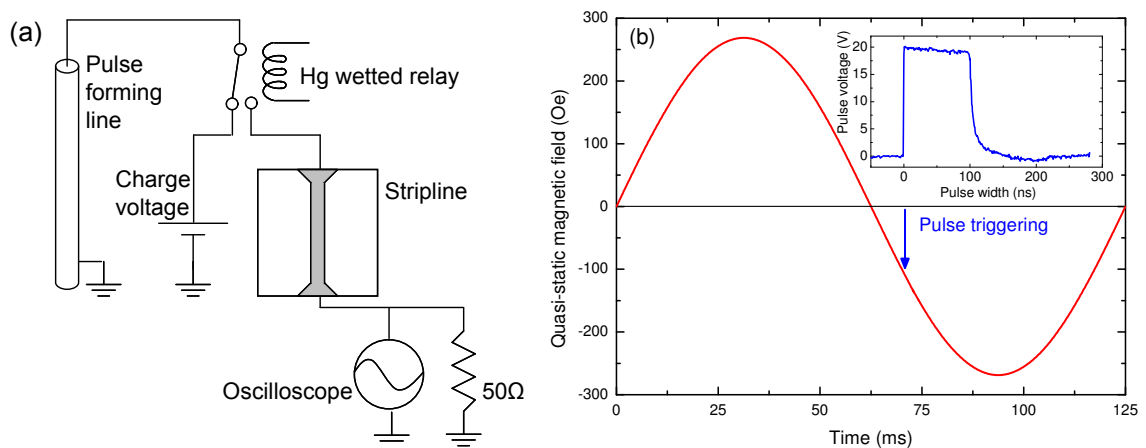 (a)
Pulse
forming
line
Hg wetted relay
Charge
voltage
Stripline
Oscilloscope
50Ω
(b)
Quasi-static magnetic field (Oe)
300
200
100
0
-100
-200
-300
0
25
50
75
100
125
Time (ms)
Pulse triggering
Pulse voltage (V)
20
15
10
5
0
0
100
200
300
Pulse width (ns)